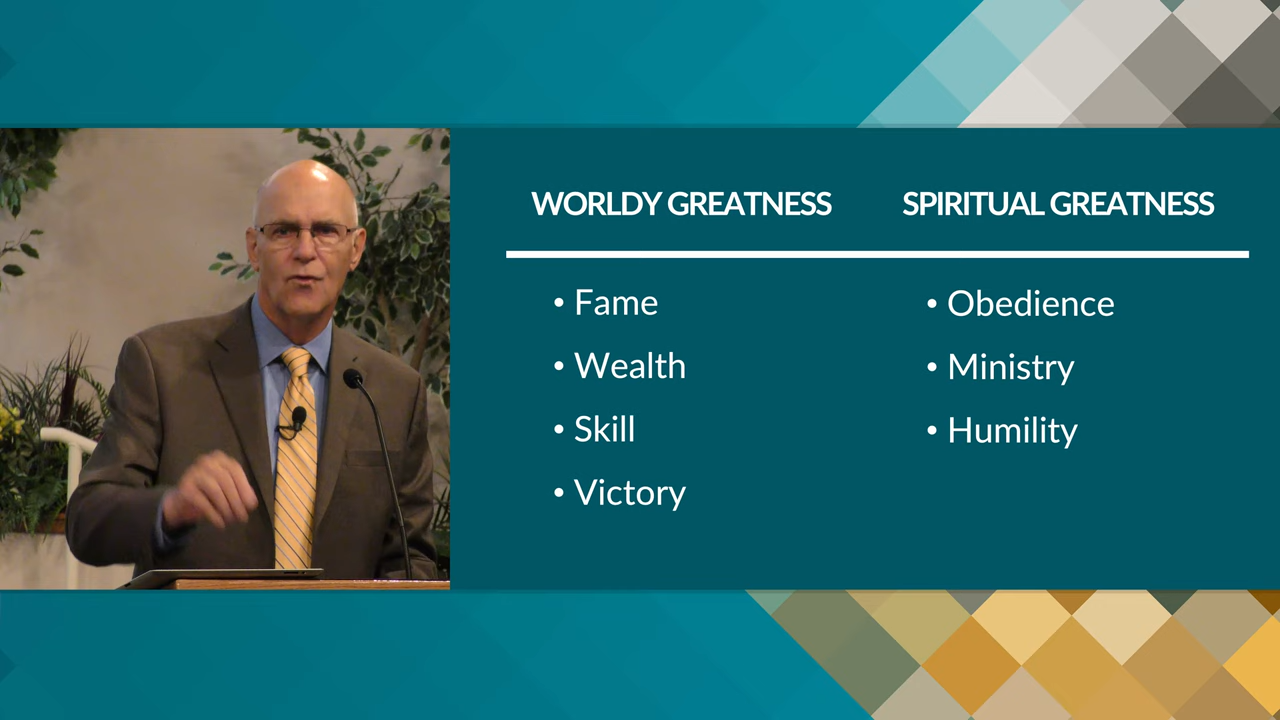 WORLDY GREATNESS
SPIRITUAL GREATNESS
• Fame
• Wealth
• Skill
• Victory
• Obedience
• Ministry
• Humility